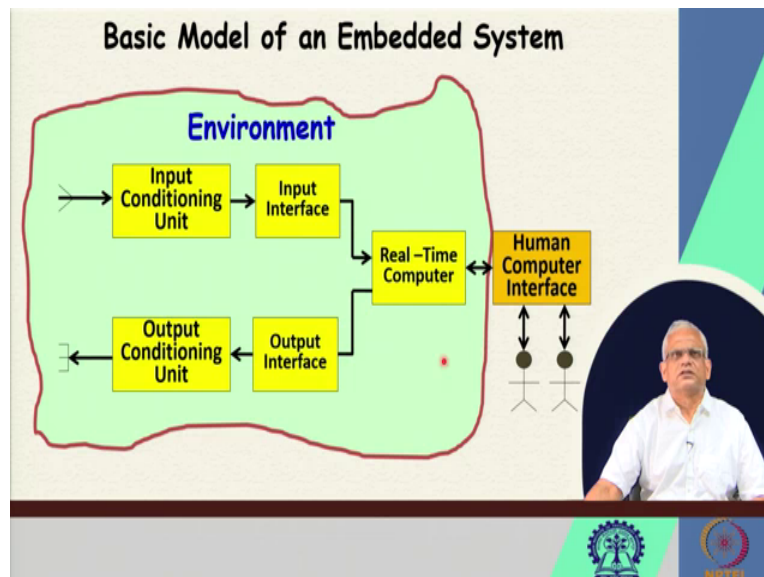 Basic Model of an Embedded System
Environment
Input
Conditioning
Unit
Input
Interface
Real –Time
Computer
Human
Computer
Interface
Output
Conditioning
Unit
Output
Interface
NPTEL